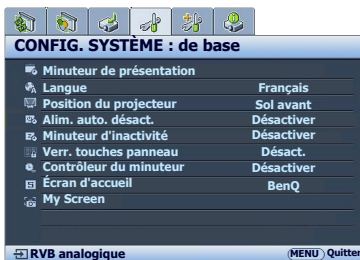 CONFIG. SYSTÈME : de base
Minuteur de présentation
Langue Français
Position du projecteur Sol avant
Alim. auto. désact. Désactiver
Minuteur d'inactivité Désactiver
Verr. touches panneau Désact.
Contrôleur du minuteur Désactiver
Écran d'accueil BenQ
My Screen
RVB analogique MENU Quitter